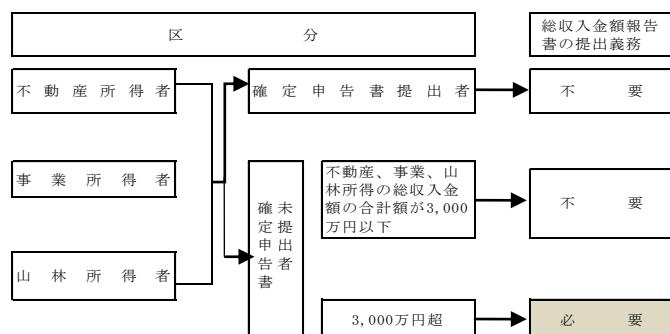 区 分
総収入金額報告
書の提出義務
不動産所得者
確定申告書提出者
不 要
事業所得者
確定申告書
未提出者
不動産、事業、山
林所得の総収入金
額の合計額が3,000
万円以下
不 要
山林所得者
3,000万円超
必 要